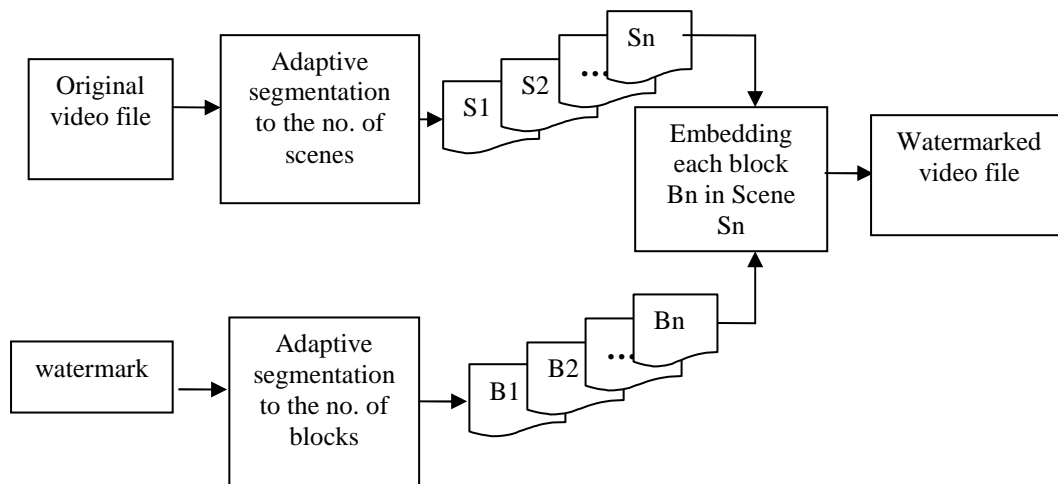 Original
video file
Adaptive
segmentation
to the no. of
scenes
S1
S2
...
Sn
Embedding
each block
Bn in Scene
Sn
Watermarked
video file
watermark
Adaptive
segmentation
to the no. of
blocks
B1
B2
...
Bn